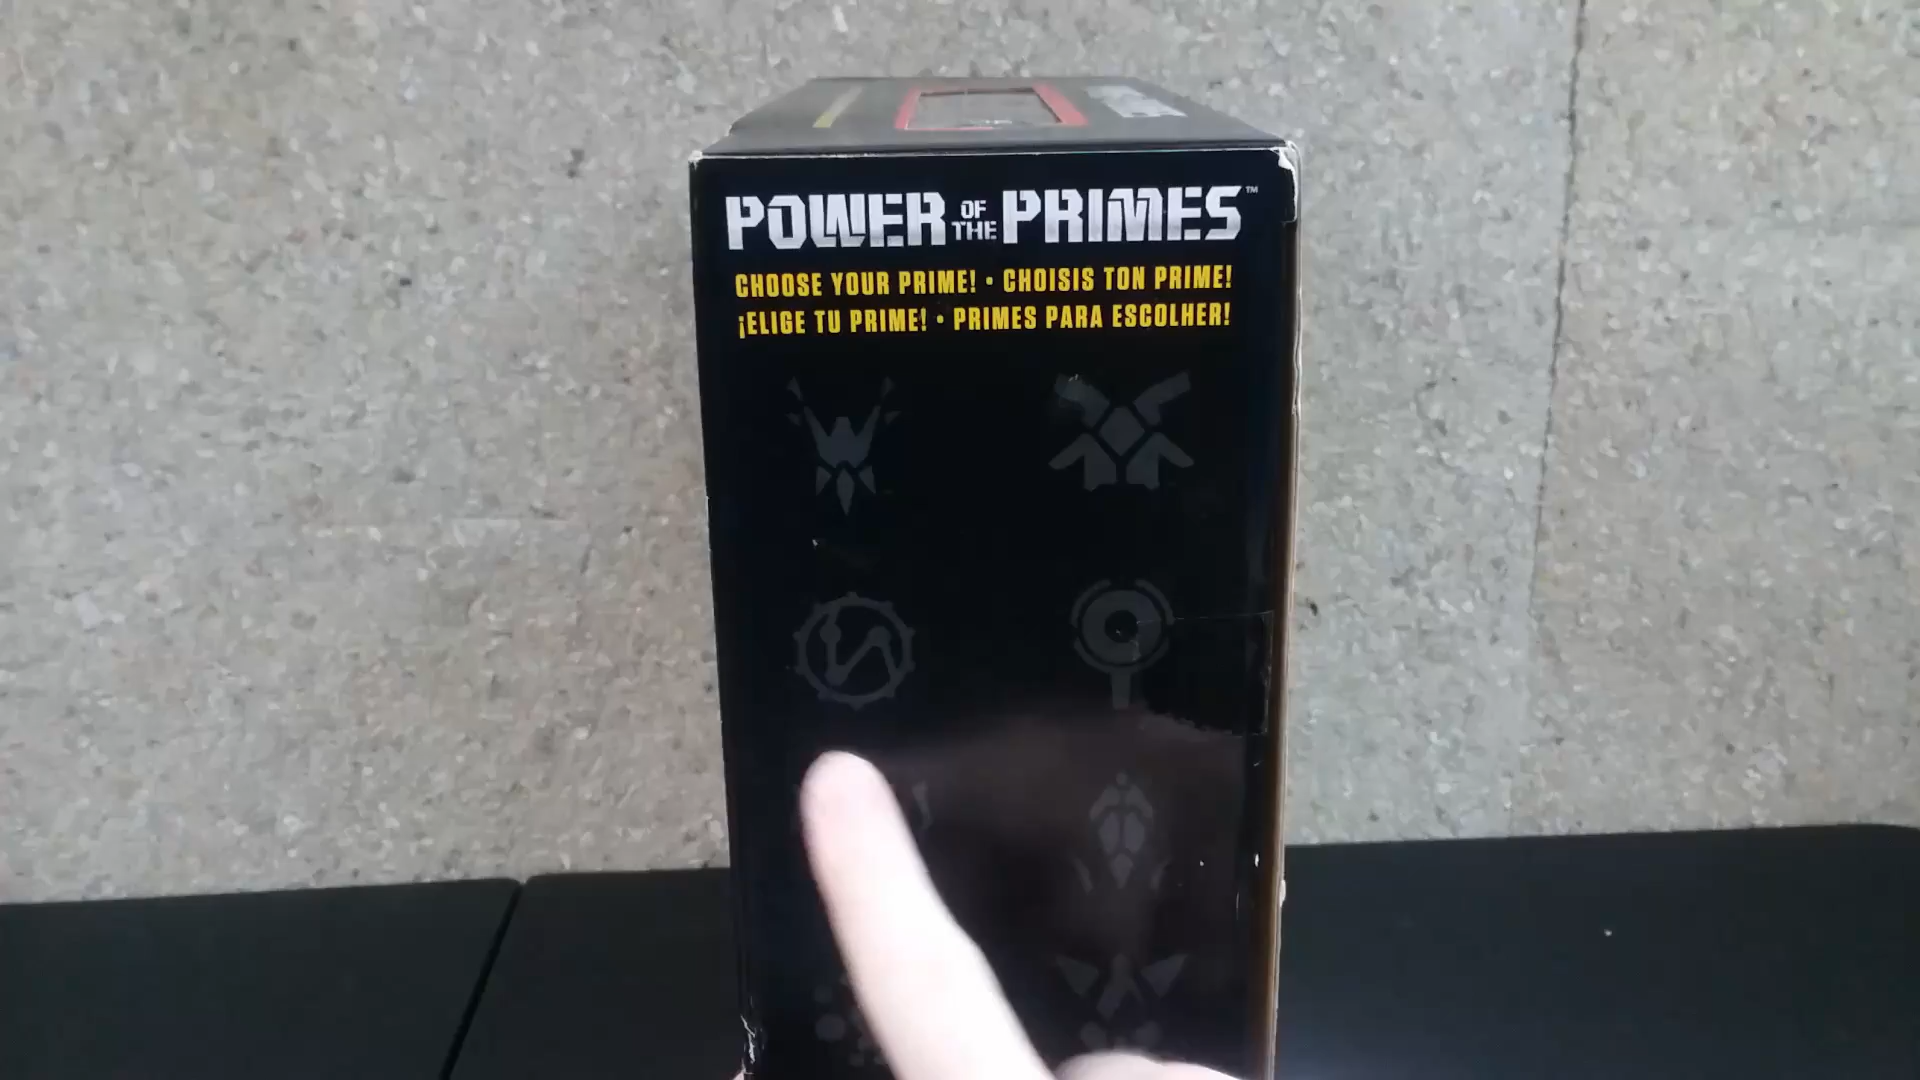 POWER OF THE PRIMES™
CHOOSE YOUR PRIME! • CHOISIS TON PRIME!
¡ELIGE TU PRIME! • PRIMES PARA ESCOLHER!